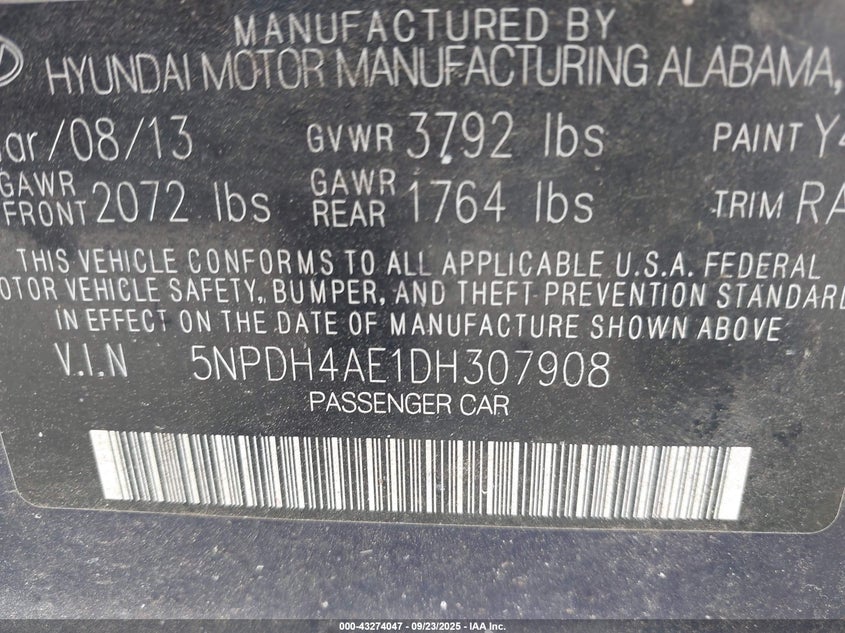 MANUFACTURED BY
HYUNDAI MOTOR MANUFACTURING ALABAMA,
ar/08/13 GVWR 3792 lbs PAINT Y4
GAWR FRONT 2072 lbs GAWR REAR 1764 lbs TRIM RA
THIS VEHICLE CONFORMS TO ALL APPLICABLE U.S.A. FEDERAL
OTOR VEHICLE SAFETY, BUMPER, AND THEFT PREVENTION STANDARD
IN EFFECT ON THE DATE OF MANUFACTURE SHOWN ABOVE
V.I.N 5NPDH4AE1DH307908
PASSENGER CAR
000-43274047 - 09/23/2025 - IAA Inc.